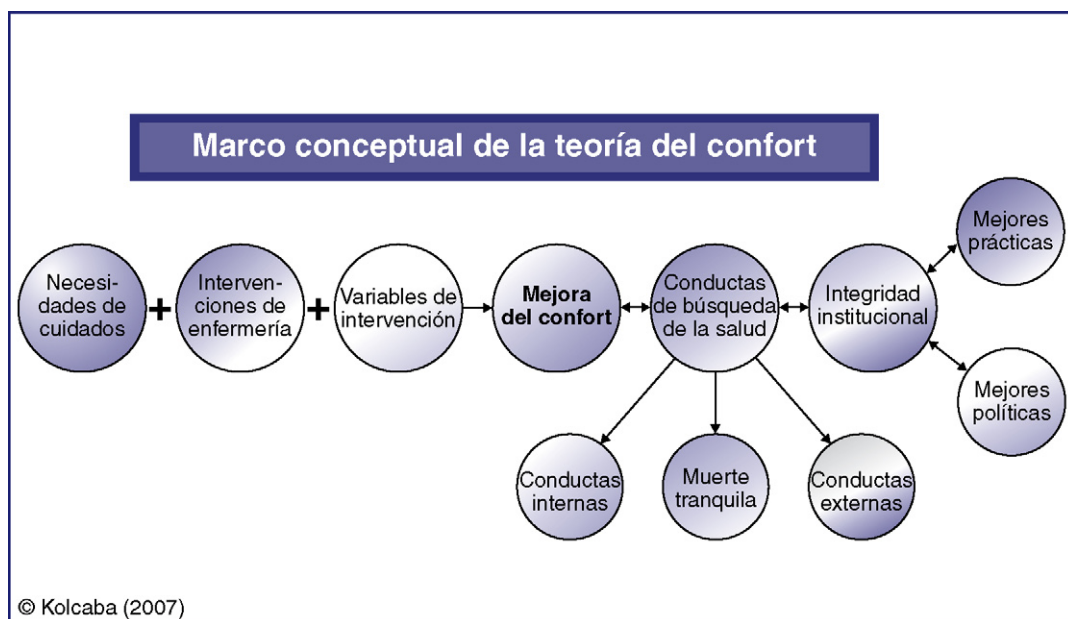 Marco conceptual de la teoría del confort
Necesi-
dades de
cuidados
+
Interven-
ciones de
enfermería
+
Variables de
intervención
Mejora
del confort
Conductas
de búsqueda
de la salud
Integridad
institucional
Mejores
prácticas
Mejores
políticas
Conductas
internas
Muerte
tranquila
Conductas
externas
© Kolcaba (2007)